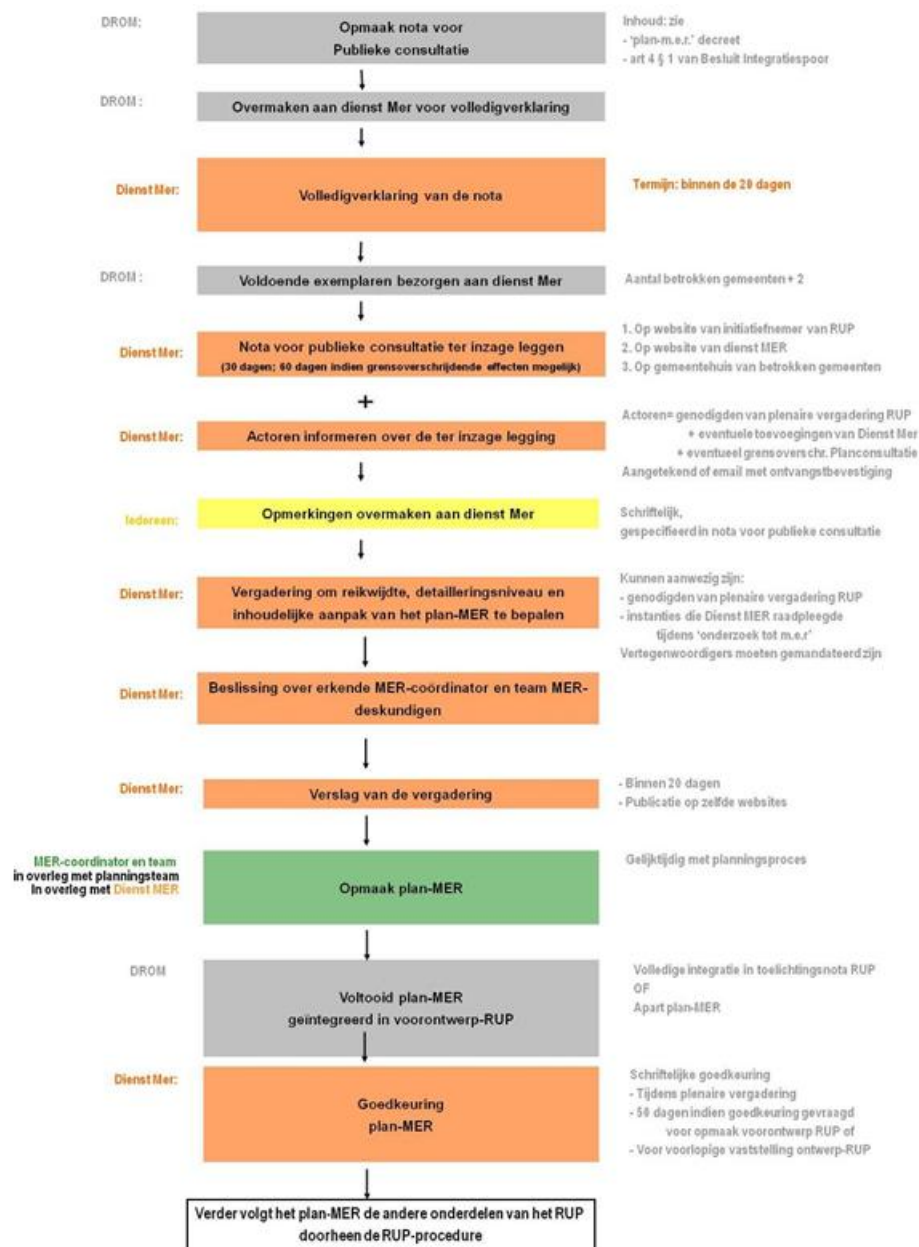 DROM:
Opmaak nota voor
Publieke consultatie
Inhoud: zie
- 'plan-m.e.r.' decreet
- art 4 § 1 van Besluit Integratiespoor
DROM :
Overmaken aan dienst Mer voor volledigverklaring
Dienst Mer:
Volledigverklaring van de nota
Termijn: binnen de 20 dagen
DROM :
Voldoende exemplaren bezorgen aan dienst Mer
Aantal betrokken gemeenten + 2
Dienst Mer:
Nota voor publieke consultatie ter inzage leggen
(30 dagen; 60 dagen indien grensoverschrijdende effecten mogelijk)
1. Op website van initiatiefnemer van RUP
2. Op website van dienst MER
3. Op gemeentehuis van betrokken gemeenten
+
Dienst Mer:
Actoren informeren over de ter inzage legging
Actoren= genodigden van plenaire vergadering RUP
+ eventuele toevoegingen van Dienst Mer
+ eventueel grensoverschr. Planconsultatie
Aangetekend of email met ontvangstbevestiging
Iedereen:
Opmerkingen overmaken aan dienst Mer
Schriftelijk,
gespecifieerd in nota voor publieke consultatie
Dienst Mer:
Vergadering om reikwijdte, detailleringsniveau en
inhoudelijke aanpak van het plan-MER te bepalen
Kunnen aanwezig zijn:
- genodigden van plenaire vergadering RUP
- instanties die Dienst MER raadpleegde
tijdens 'onderzoek tot m.e.r'
Vertegenwoordigers moeten gemandateerd zijn
Dienst Mer:
Beslissing over erkende MER-coördinator en team MER-
deskundigen
Dienst Mer:
Verslag van de vergadering
- Binnen 20 dagen
- Publicatie op zelfde websites
MER-coordinator en team
in overleg met planningsteam
In overleg met Dienst MER
Opmaak plan-MER
Gelijktijdig met planningsproces
DROM
Voltooid plan-MER
geïntegreerd in voorontwerp-RUP
Volledige integratie in toelichtingsnota RUP
OF
Apart plan-MER
Dienst Mer:
Goedkeuring
plan-MER
Schriftelijke goedkeuring
- Tijdens plenaire vergadering
- 50 dagen indien goedkeuring gevraagd
voor opmaak voorontwerp RUP of
- Voor voorlopige vaststelling ontwerp-RUP
Verder volgt het plan-MER de andere onderdelen van het RUP
doorheen de RUP-procedure